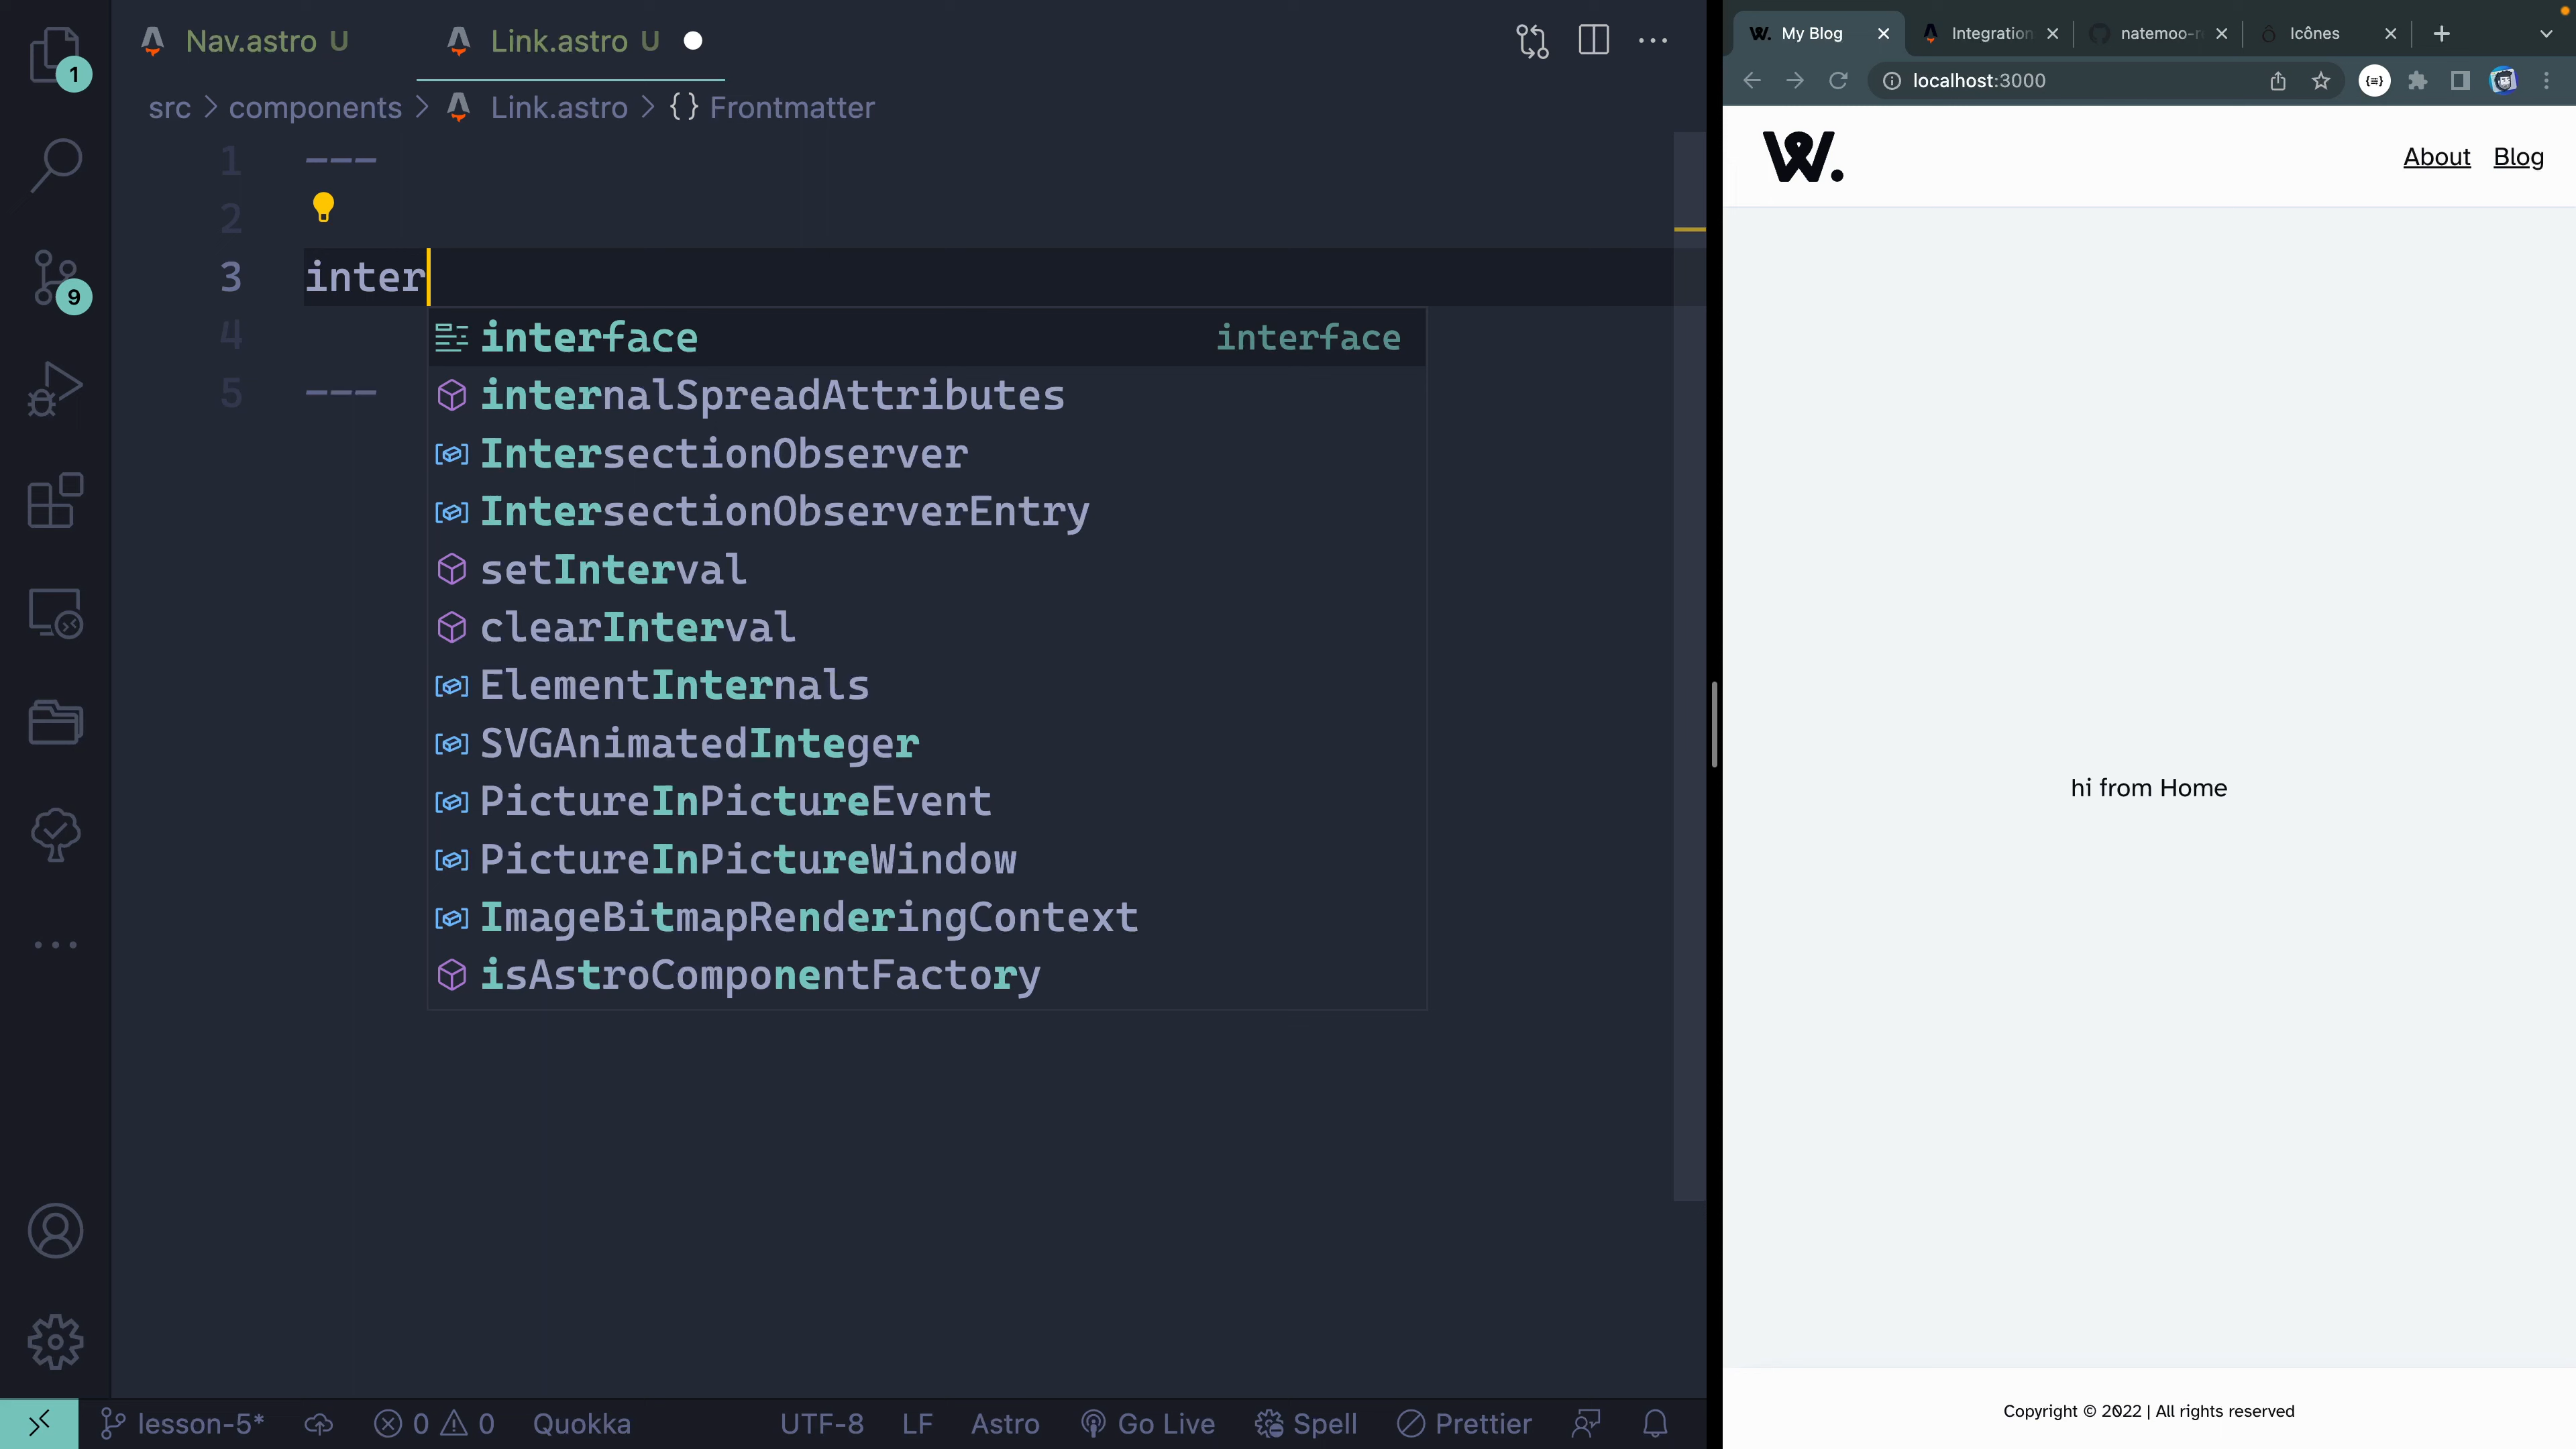 Nav.astro U
Link.astro U
src > components > Link.astro > {} Frontmatter
1 ---
2
3 inter
4
5 ---
interface interface
internalSpreadAttributes
IntersectionObserver
IntersectionObserverEntry
setInterval
clearInterval
ElementInternals
SVGAnimatedInteger
PictureInPictureEvent
PictureInPictureWindow
ImageBitmapRenderingContext
isAstroComponentFactory
1
9
lesson-5* 0 0 Quokka UTF-8 LF Astro Go Live Spell Prettier
My Blog
Integration
natemoo-r
Icônes
localhost:3000
W.
About Blog
hi from Home
Copyright © 2022 | All rights reserved